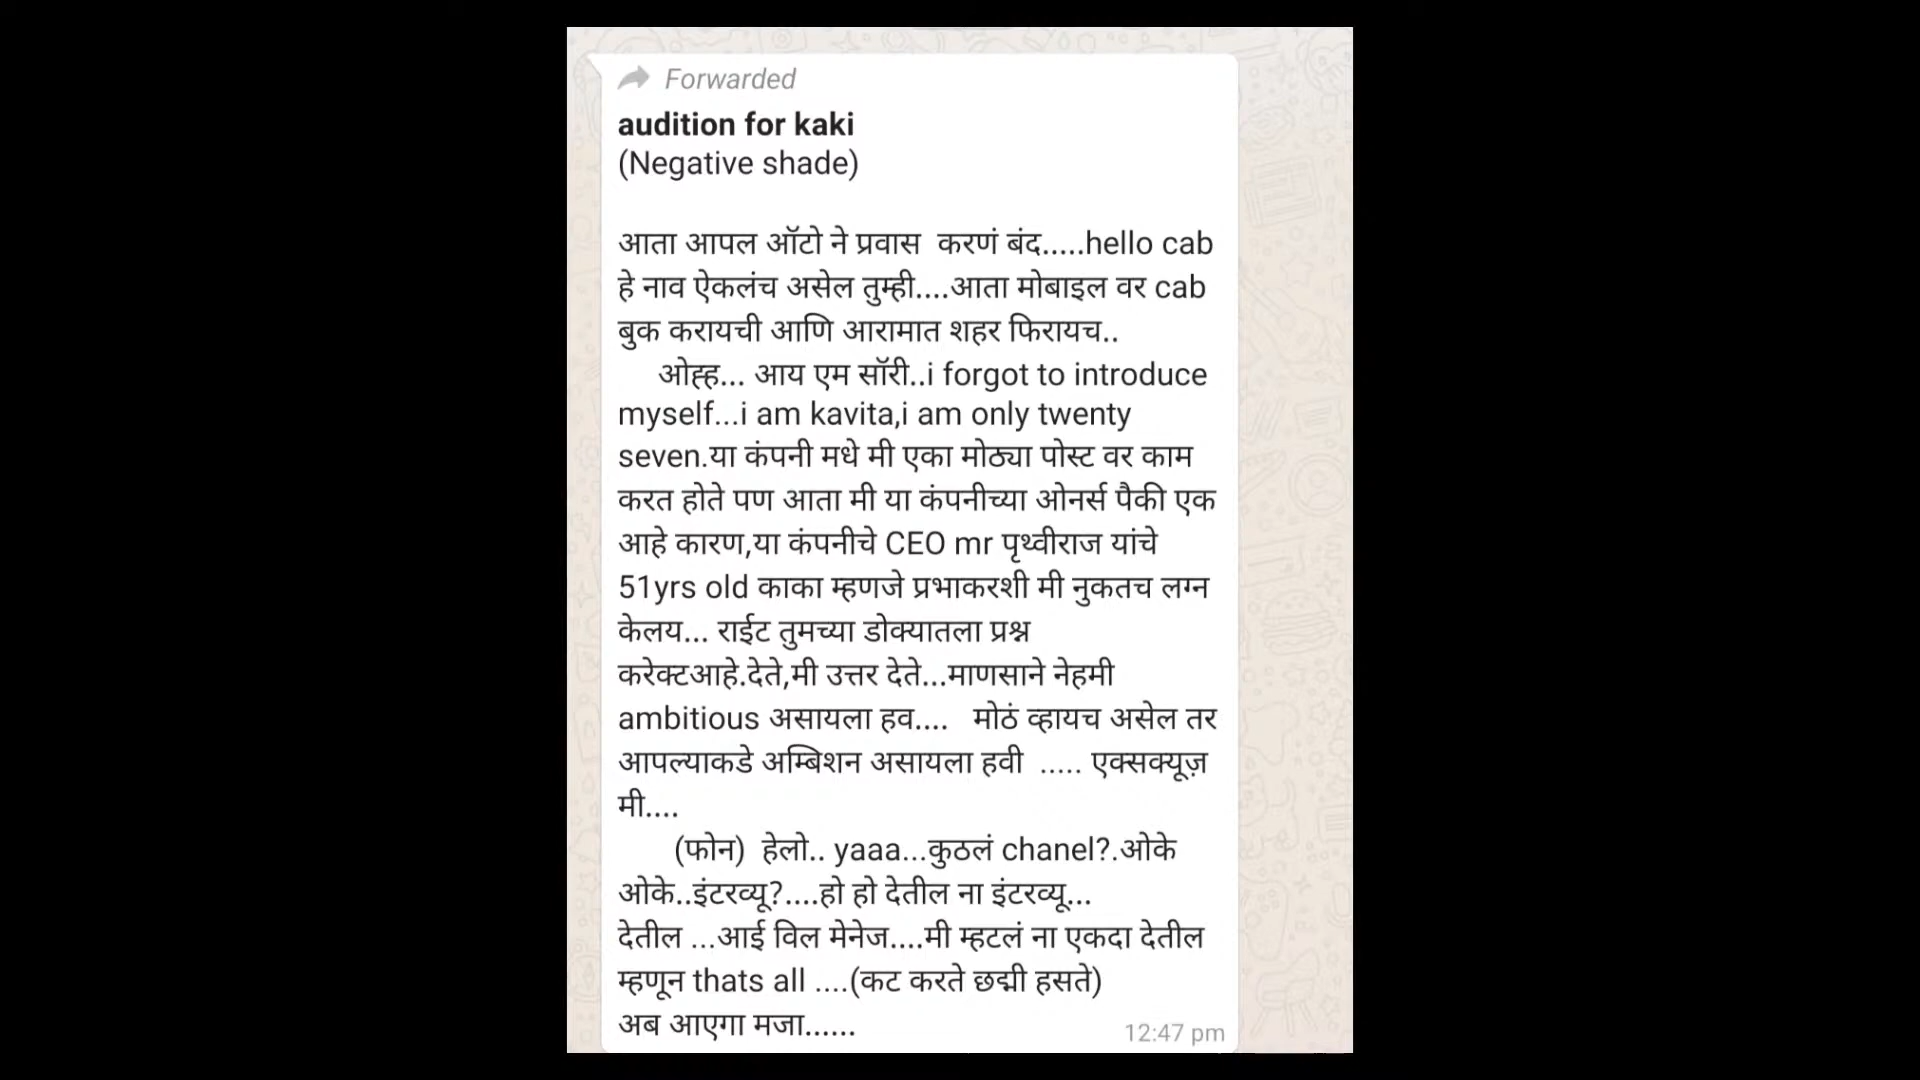 Forwarded
audition for kaki
(Negative shade)
आता आपल ऑटो ने प्रवास  करणं बंद.....hello cab
हे नाव ऐकलंच असेल तुम्ही....आता मोबाइल वर cab
बुक करायची आणि आरामात शहर फिरायच..
ओह्ह... आय एम सॉरी..i forgot to introduce
myself...i am kavita,i am only twenty
seven.या कंपनी मधे मी एका मोठ्या पोस्ट वर काम
करत होते पण आता मी या कंपनीच्या ओनर्स पैकी एक
आहे कारण,या कंपनीचे CEO mr पृथ्वीराज यांचे
51yrs old काका म्हणजे प्रभाकरशी मी नुकतच लग्न
केलय... राईट तुमच्या डोक्यातला प्रश्न
करेक्टआहे.देते,मी उत्तर देते...माणसाने नेहमी
ambitious असायला हव....   मोठं व्हायच असेल तर
आपल्याकडे अम्बिशन असायला हवी  ..... एक्सक्यूज़
मी....
(फोन)  हेलो.. yaaa...कुठलं chanel?.ओके
ओके..इंटरव्यू?....हो हो देतील ना इंटरव्यू...
देतील ...आई विल मेनेज....मी म्हटलं ना एकदा देतील
म्हणून thats all ....(कट करते छद्मी हसते)
अब आएगा मजा......
12:47 pm